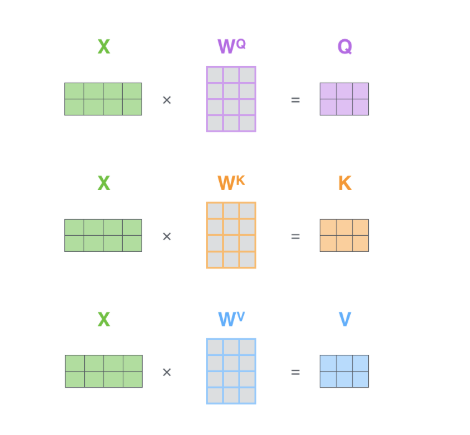 X W^Q Q
× =
X W^K K
× =
X W^V V
× =